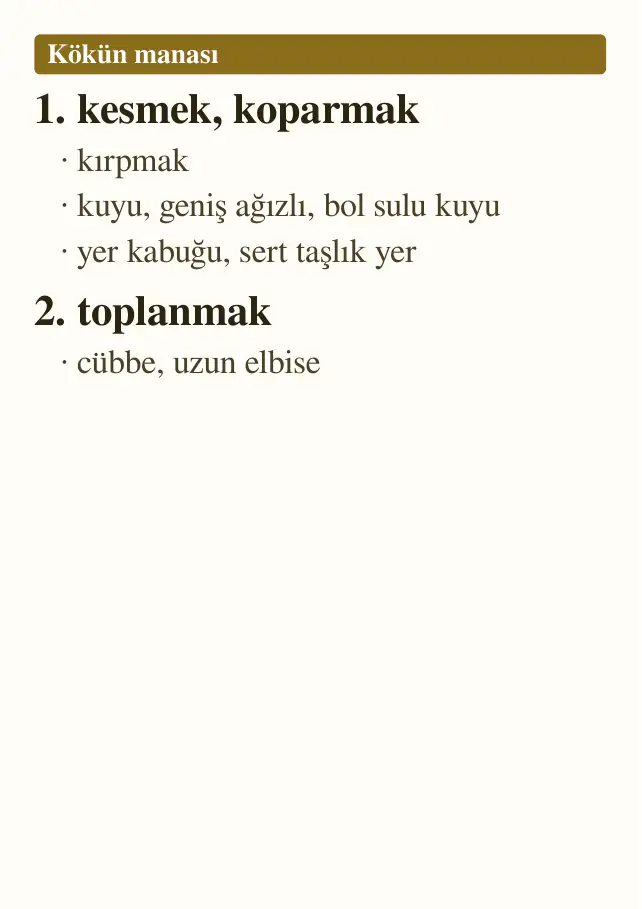 Kökün manası
1. kesmek, koparmak
· kırpmak
· kuyu, geniş ağızlı, bol sulu kuyu
· yer kabuğu, sert taşlık yer
2. toplanmak
· cübbe, uzun elbise